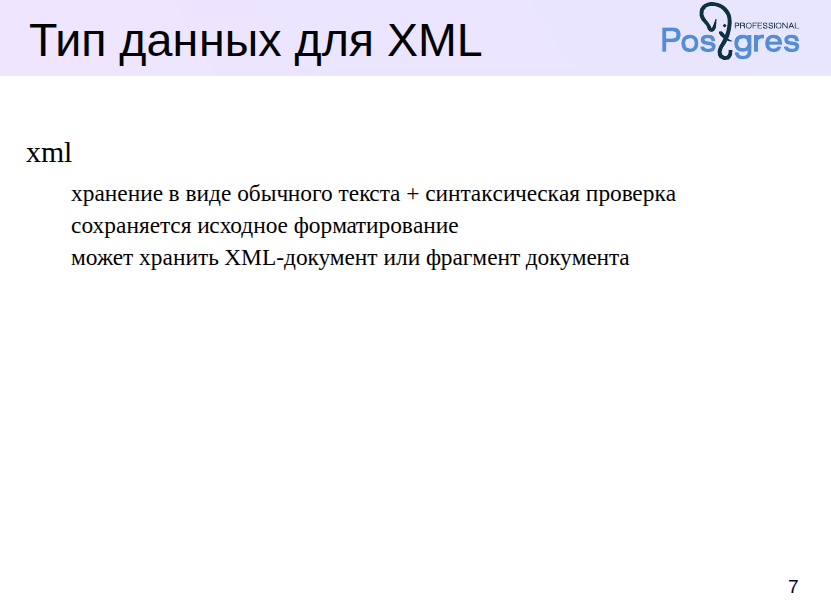 Тип данных для XML
PROFESSIONAL
Postgres
xml
хранение в виде обычного текста + синтаксическая проверка
сохраняется исходное форматирование
может хранить XML-документ или фрагмент документа
7